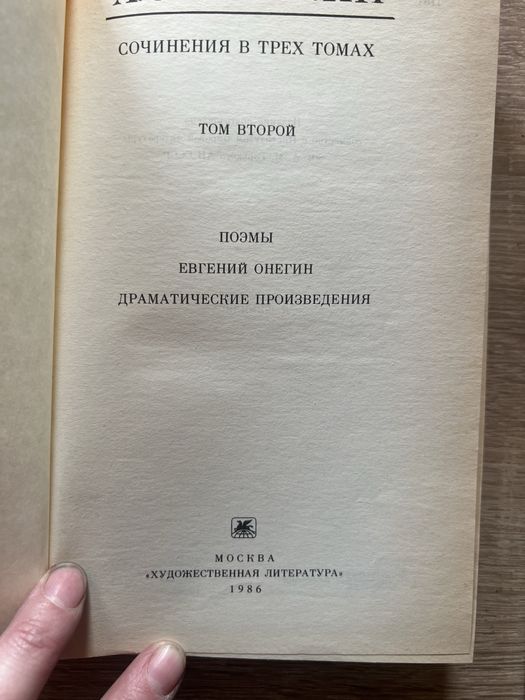 СОЧИНЕНИЯ В ТРЕХ ТОМАХ
ТОМ ВТОРОЙ
ПОЭМЫ
ЕВГЕНИЙ ОНЕГИН
ДРАМАТИЧЕСКИЕ ПРОИЗВЕДЕНИЯ
МОСКВА
«ХУДОЖЕСТВЕННАЯ ЛИТЕРАТУРА»
1986